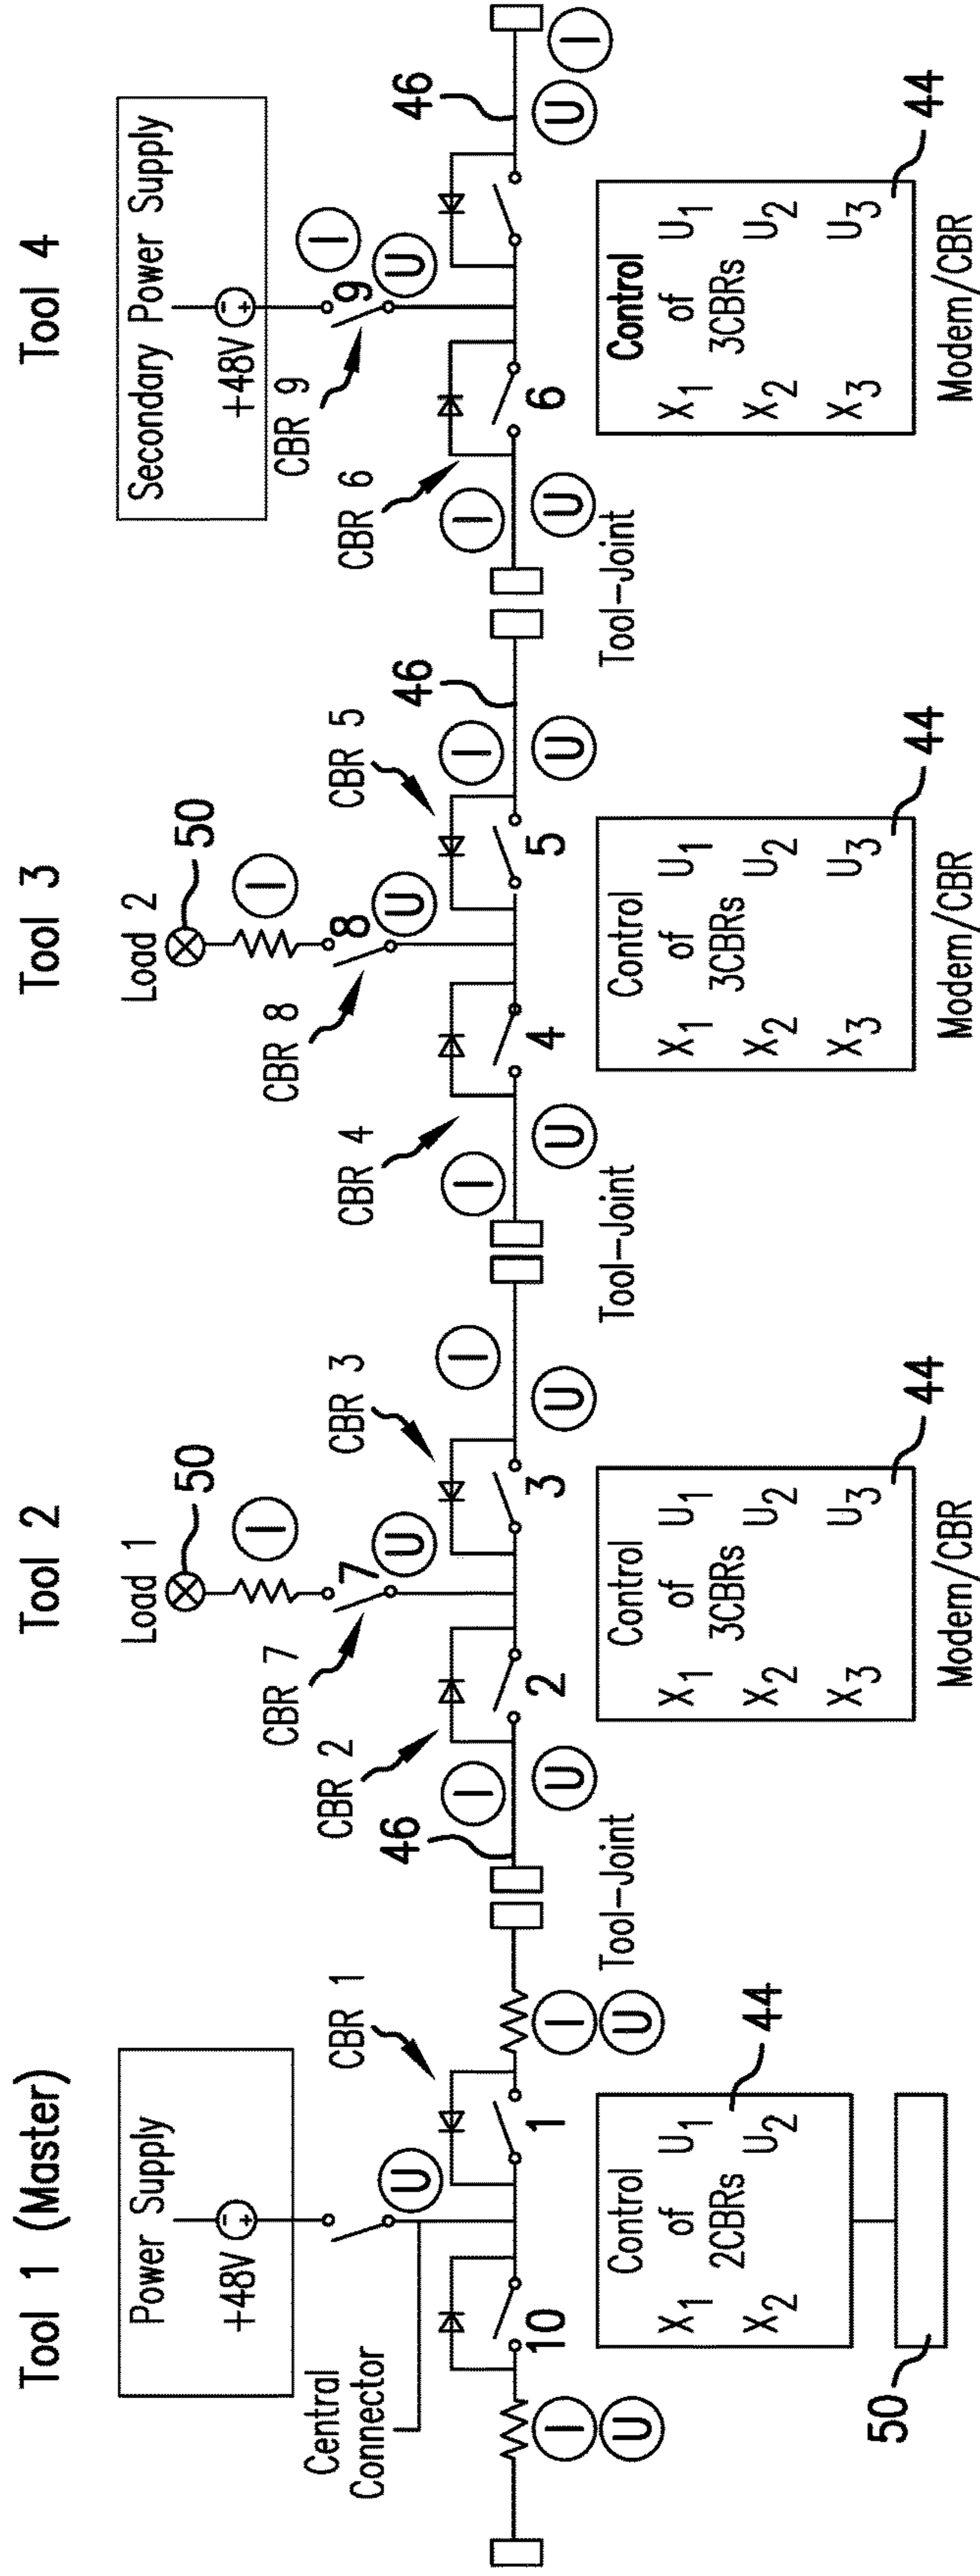 Tool 1 (Master)
Power Supply
+48V
Central
Connector
U
CBR 1
10
1
I
U
I
U
Control
of
2CBRs
X1
X2
U1
U2
44
50
Tool-Joint
Tool 2
Load 1
50
I
7
U
CBR 7
CBR 2
CBR 3
46
I
U
2
3
I
U
Control
of
3CBRs
X1
X2
X3
U1
U2
U3
44
Modem/CBR
Tool-Joint
Tool 3
Load 2
50
I
8
U
CBR 8
CBR 4
CBR 5
46
I
U
4
5
I
U
Control
of
3CBRs
X1
X2
X3
U1
U2
U3
44
Modem/CBR
Tool-Joint
Tool 4
Secondary Power Supply
+48V
CBR 9
9
I
U
CBR 6
46
I
U
6
U
I
Control
of
3CBRs
X1
X2
X3
U1
U2
U3
44
Modem/CBR